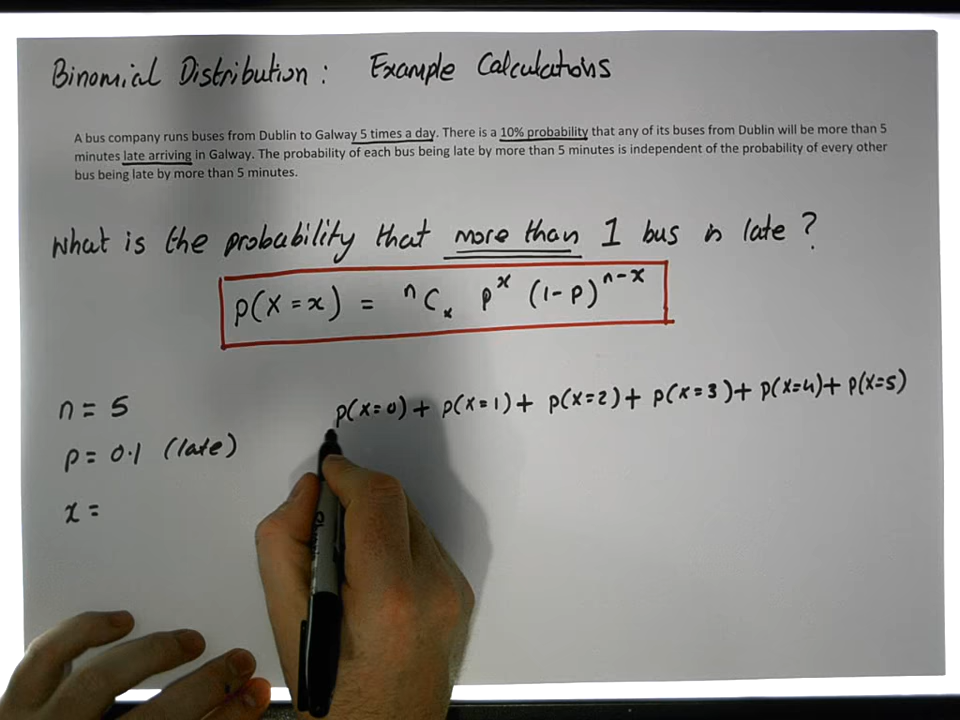 Binomial Distribution: Example Calculations
A bus company runs buses from Dublin to Galway 5 times a day. There is a 10% probability that any of its buses from Dublin will be more than 5
minutes late arriving in Galway. The probability of each bus being late by more than 5 minutes is independent of the probability of every other
bus being late by more than 5 minutes.
What is the probability that more than 1 bus is late?
p(X=x) = ⁿCₓ pˣ (1-p)ⁿ⁻ˣ
n = 5
p(X=0) + p(X=1) + p(X=2) + p(X=3) + p(X=4) + p(X=5)
p = 0.1 (late)
x =